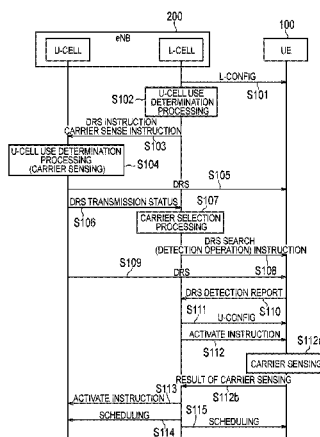 200
100
eNB
U-CELL
L-CELL
UE
L-CONFIG
S101
S102
U-CELL USE
DETERMINATION
PROCESSING
DRS INSTRUCTION
CARRIER SENSE INSTRUCTION
S103
U-CELL USE DETERMINATION
PROCESSING
(CARRIER SENSING)
S104
S105
DRS
DRS TRANSMISSION STATUS
S106
S107
CARRIER SELECTION
PROCESSING
DRS SEARCH
(DETECTION OPERATION) INSTRUCTION
S108
S109
DRS
DRS DETECTION REPORT
S110
S111
U-CONFIG
ACTIVATE INSTRUCTION
S112
S112a
CARRIER SENSING
RESULT OF CARRIER SENSING
S112b
S113
ACTIVATE INSTRUCTION
SCHEDULING
S114
S115
SCHEDULING